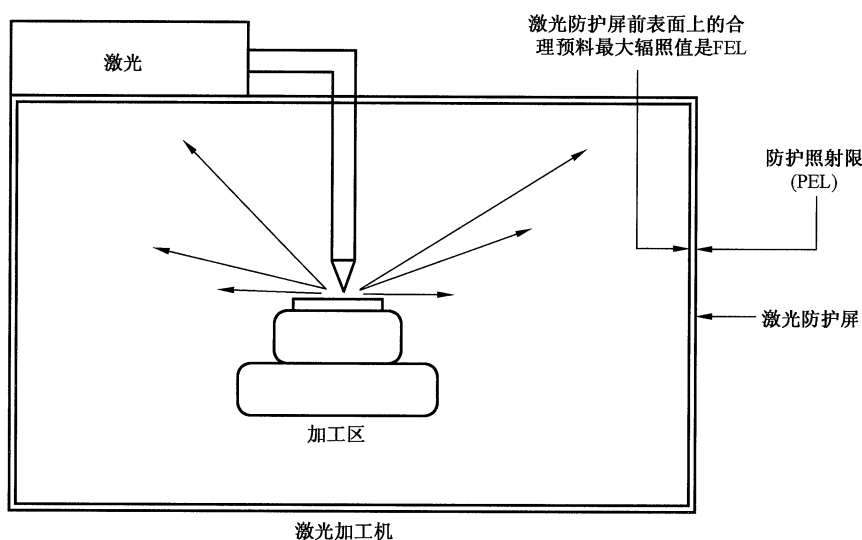 激光防护屏前表面上的合
理预料最大辐照值是FEL
激光
防护照射限
(PEL)
激光防护屏
加工区
激光加工机